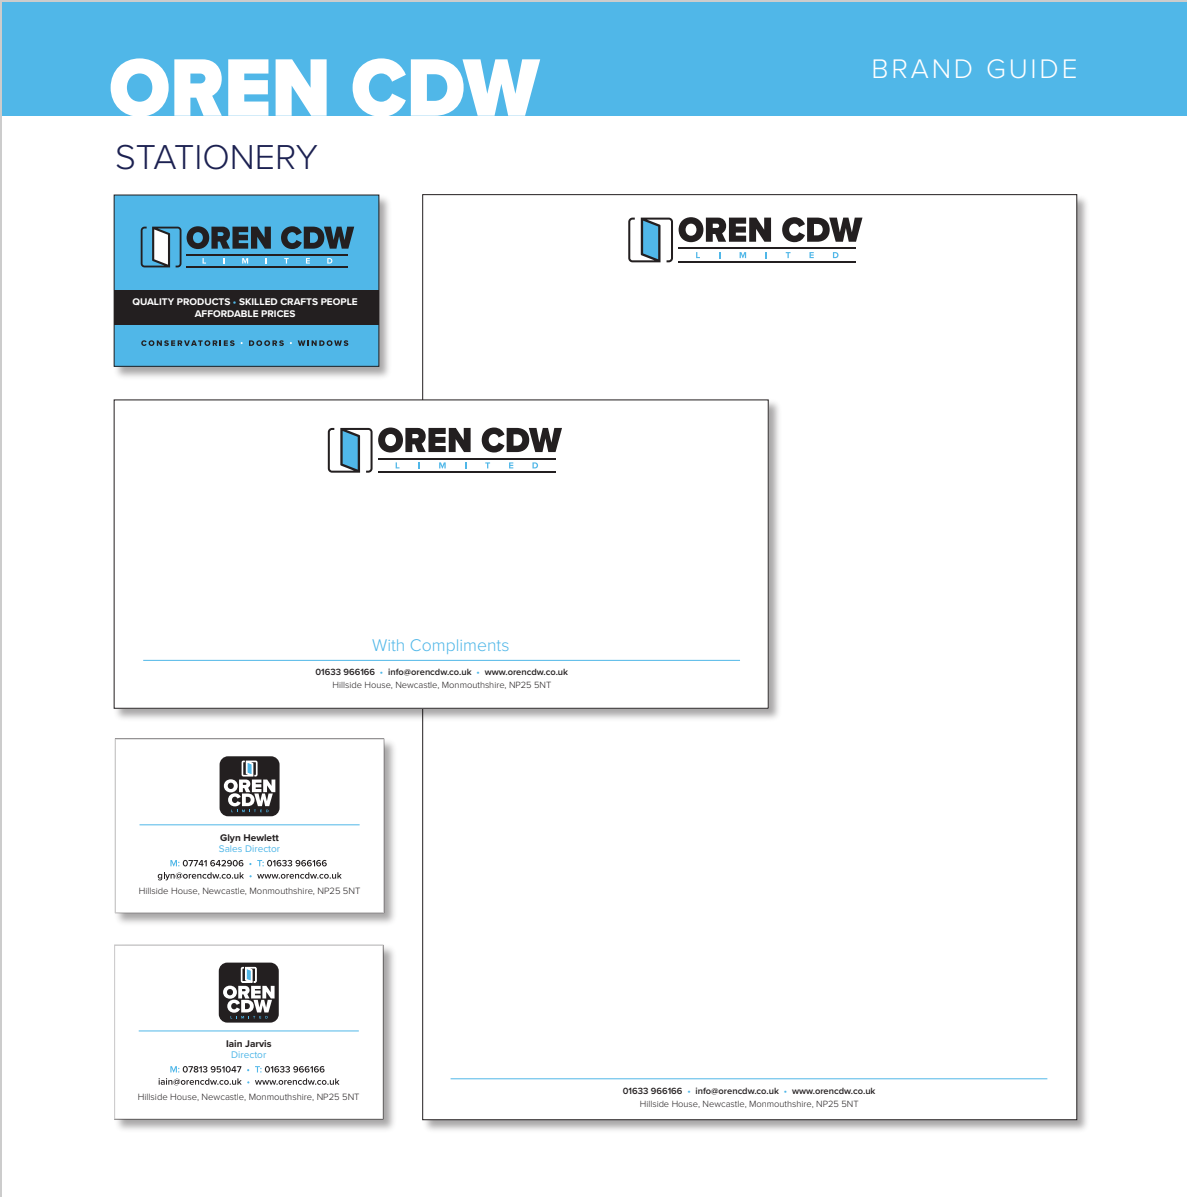 OREN CDW
BRAND GUIDE
STATIONERY
OREN CDW
LIMITED
QUALITY PRODUCTS • SKILLED CRAFTS PEOPLE
AFFORDABLE PRICES
CONSERVATORIES • DOORS • WINDOWS
OREN CDW
LIMITED
OREN CDW
LIMITED
With Compliments
01633 966166 • info@orencdw.co.uk • www.orencdw.co.uk
Hillside House, Newcastle, Monmouthshire, NP25 5NT
OREN
CDW
LIMITED
Glyn Hewlett
Sales Director
M: 07741 642906 • T: 01633 966166
glyn@orencdw.co.uk • www.orencdw.co.uk
Hillside House, Newcastle, Monmouthshire, NP25 5NT
OREN
CDW
LIMITED
Iain Jarvis
Director
M: 07813 951047 • T: 01633 966166
iain@orencdw.co.uk • www.orencdw.co.uk
Hillside House, Newcastle, Monmouthshire, NP25 5NT
01633 966166 • info@orencdw.co.uk • www.orencdw.co.uk
Hillside House, Newcastle, Monmouthshire, NP25 5NT